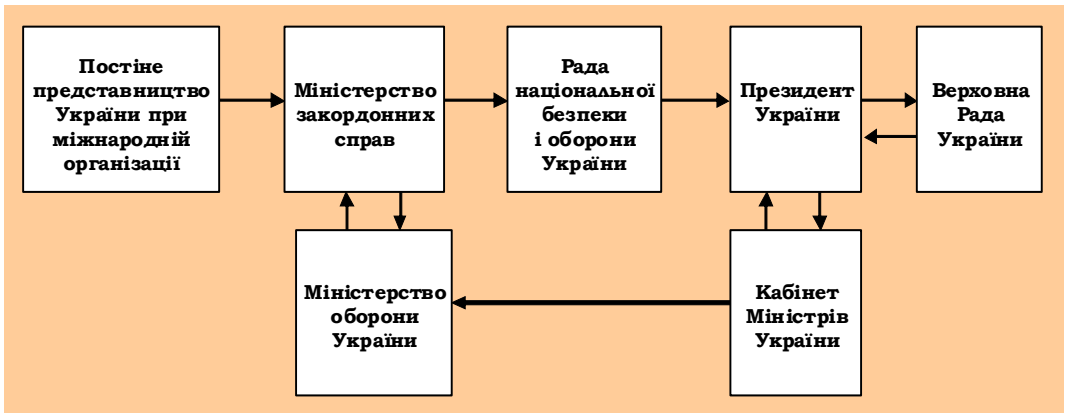 Постіне
представництво
України при
міжнародній
організації
Міністерство
закордонних
справ
Рада
національної
безпеки
і оборони
України
Президент
України
Верховна
Рада
України
Міністерство
оборони
України
Кабінет
Міністрів
України